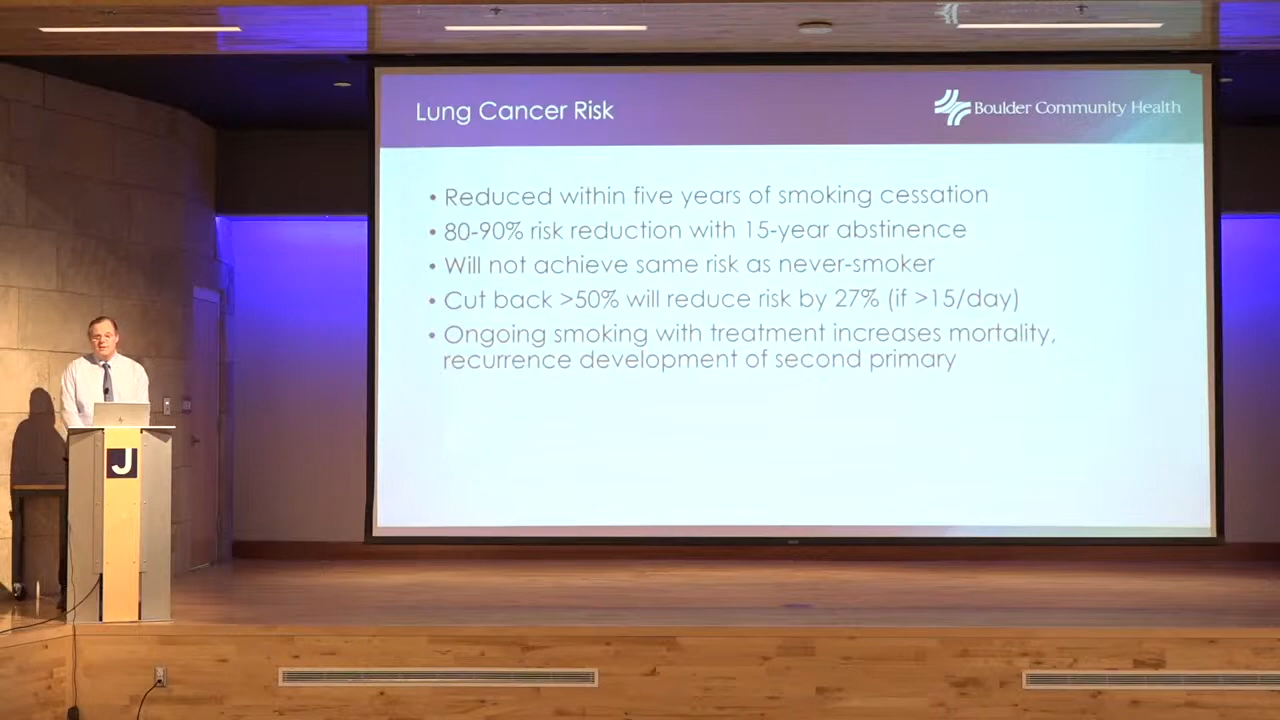 Lung Cancer Risk
Boulder Community Health
• Reduced within five years of smoking cessation
• 80-90% risk reduction with 15-year abstinence
• Will not achieve same risk as never-smoker
• Cut back >50% will reduce risk by 27% (if >15/day)
• Ongoing smoking with treatment increases mortality,
recurrence development of second primary
J